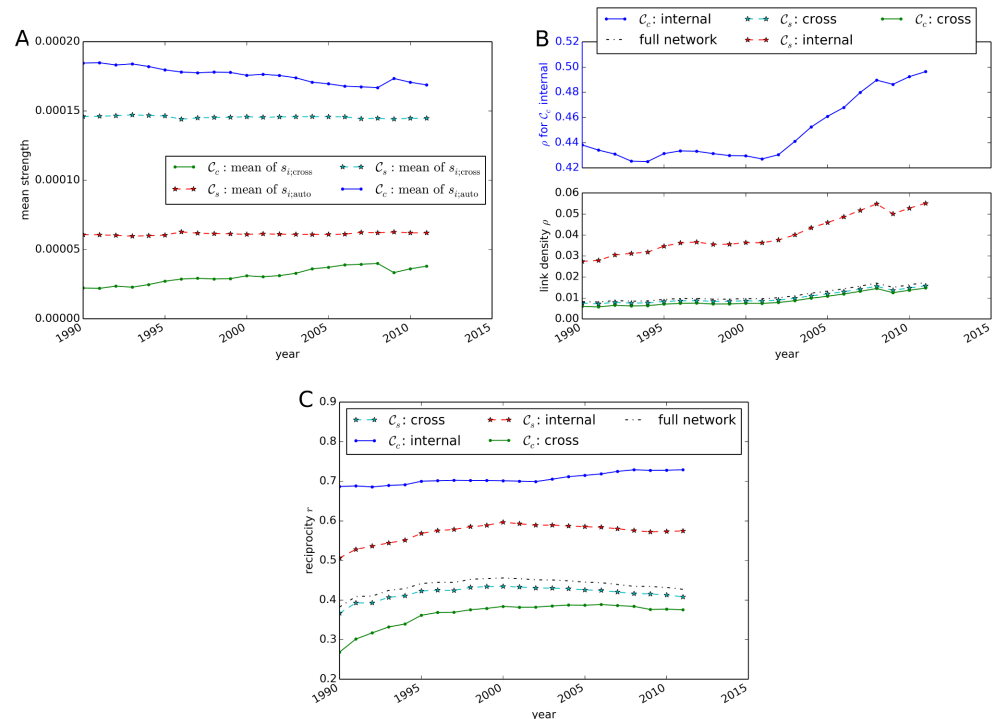 A
0.00020
0.00015
0.00010
0.00005
0.00000
mean strength
𝒞c : mean of si;cross
𝒞s : mean of si;auto
𝒞s : mean of si;cross
𝒞c : mean of si;auto
1990
1995
2000
2005
2010
2015
year
B
𝒞c: internal
full network
𝒞s: cross
𝒞s: internal
𝒞c: cross
0.52
0.50
0.48
0.46
0.44
0.42
ρ for 𝒞c internal
0.06
0.05
0.04
0.03
0.02
0.01
0.00
link density ρ
1990
1995
2000
2005
2010
2015
year
C
0.9
0.8
0.7
0.6
0.5
0.4
0.3
0.2
reciprocity r
𝒞s: cross
𝒞c: internal
𝒞s: internal
𝒞c: cross
full network
1990
1995
2000
2005
2010
2015
year